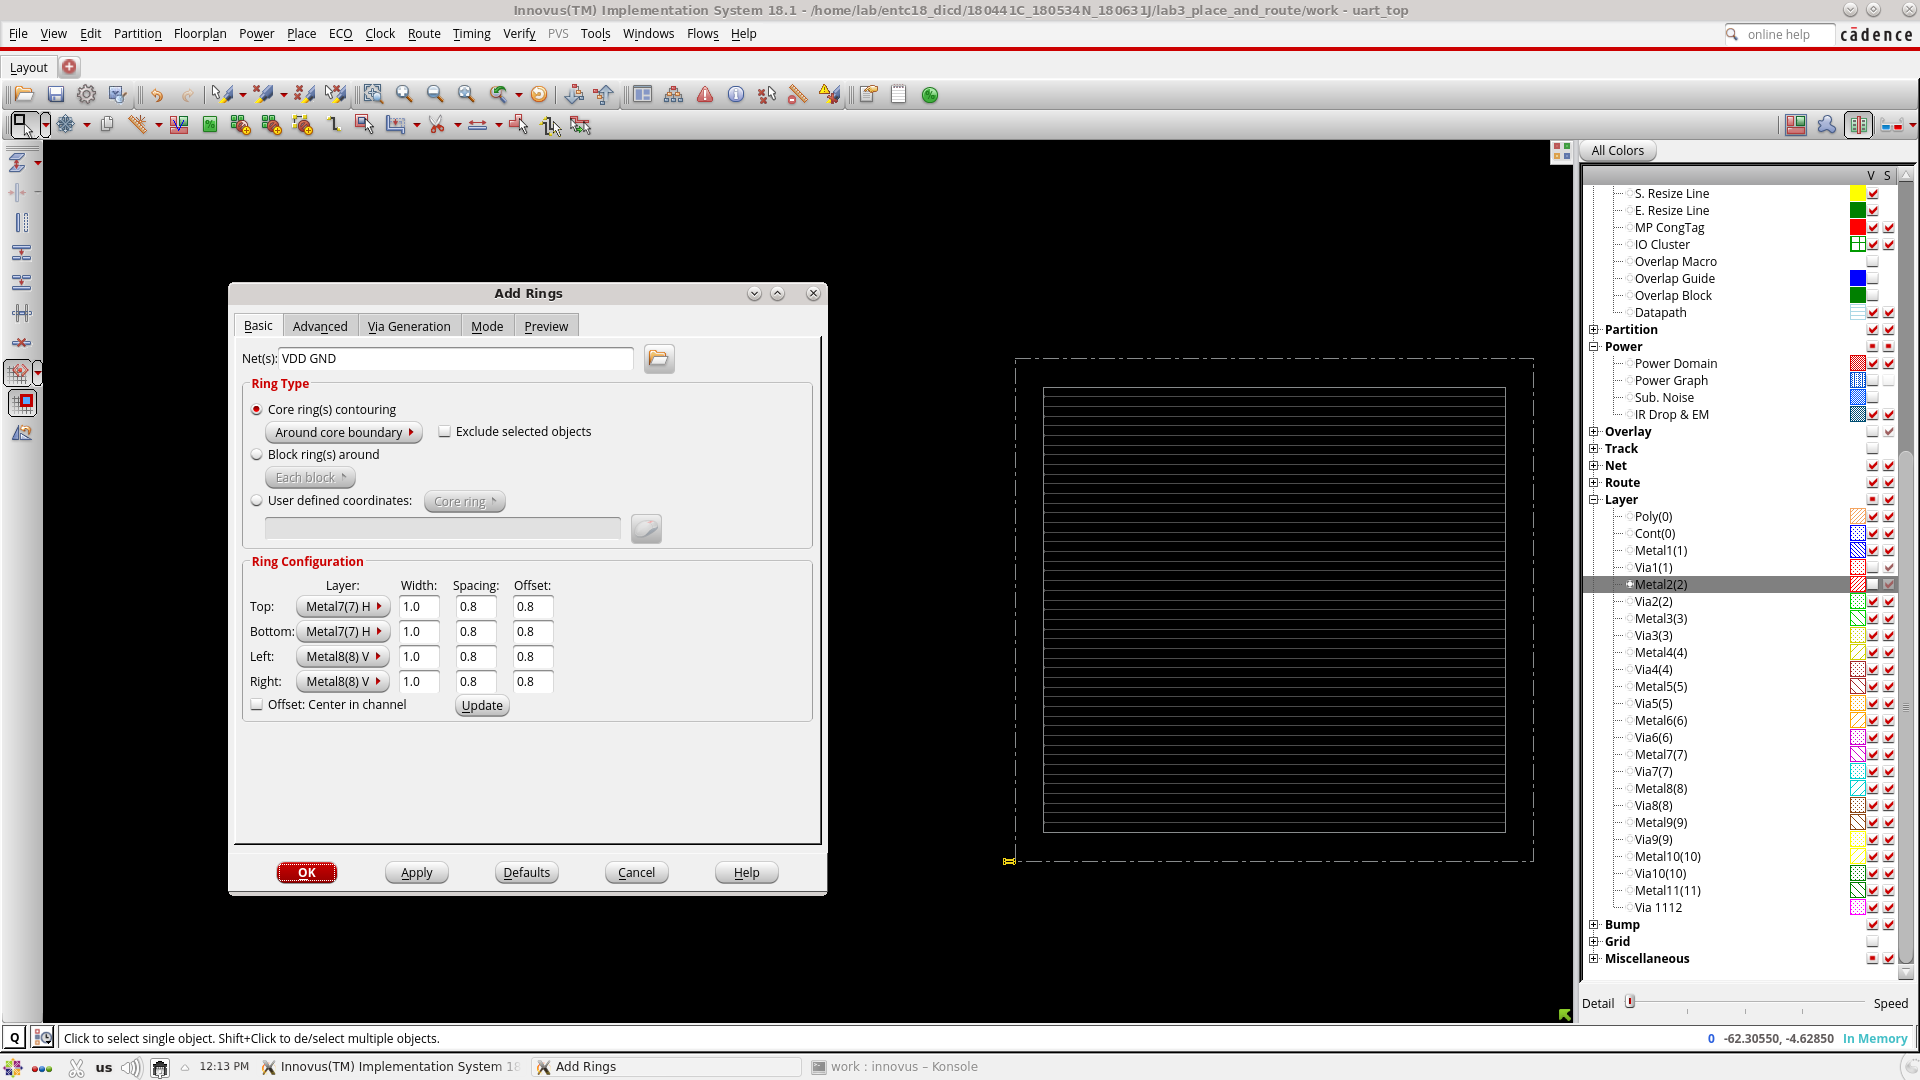 Innovus(TM) Implementation System 18.1 - /home/lab/entc18_dicd/180441C_180534N_180631J/lab3_place_and_route/work - uart_top
File View Edit Partition Floorplan Power Place ECO Clock Route Timing Verify PVS Tools Windows Flows Help
online help
cādence
Layout
All Colors
V S
S. Resize Line
E. Resize Line
MP CongTag
IO Cluster
Overlap Macro
Overlap Guide
Overlap Block
Datapath
Partition
Power
Power Domain
Power Graph
Sub. Noise
IR Drop & EM
Overlay
Track
Net
Route
Layer
Poly(0)
Cont(0)
Metal1(1)
Via1(1)
Metal2(2)
Via2(2)
Metal3(3)
Via3(3)
Metal4(4)
Via4(4)
Metal5(5)
Via5(5)
Metal6(6)
Via6(6)
Metal7(7)
Via7(7)
Metal8(8)
Via8(8)
Metal9(9)
Via9(9)
Metal10(10)
Via10(10)
Metal11(11)
Via 1112
Bump
Grid
Miscellaneous
Detail Speed
Add Rings
Basic Advanced Via Generation Mode Preview
Net(s): VDD GND
Ring Type
Core ring(s) contouring
Around core boundary Exclude selected objects
Block ring(s) around
Each block
User defined coordinates: Core ring
Ring Configuration
Layer: Width: Spacing: Offset:
Top: Metal7(7) H 1.0 0.8 0.8
Bottom: Metal7(7) H 1.0 0.8 0.8
Left: Metal8(8) V 1.0 0.8 0.8
Right: Metal8(8) V 1.0 0.8 0.8
Offset: Center in channel Update
OK Apply Defaults Cancel Help
Q Click to select single object. Shift+Click to de/select multiple objects.
0 -62.30550, -4.62850 In Memory
us 12:13 PM Innovus(TM) Implementation System 18 Add Rings work : innovus – Konsole